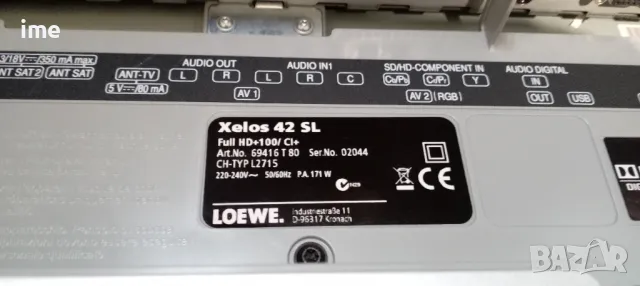 ime
3/18V⎓/350 mA max.
ANT SAT2 ANT SAT
ANT-TV
5 V⎓/80 mA
AUDIO OUT
L R
AV 1
AUDIO IN1
L R C
SD/HD-COMPONENT IN
CB/PB CR/PR Y
AV 2 (RGB)
AUDIO DIGITAL
IN
OUT
USB
Xelos 42 SL
Full HD+100/ CI+
Art.No. 69416 T 80 Ser.No. 02044
CH-TYP L2715
220-240V~ 50/60Hz P.A. 171 W
CE
LOEWE.
Industriestraße 11
D-96317 Kronach
BAZAR